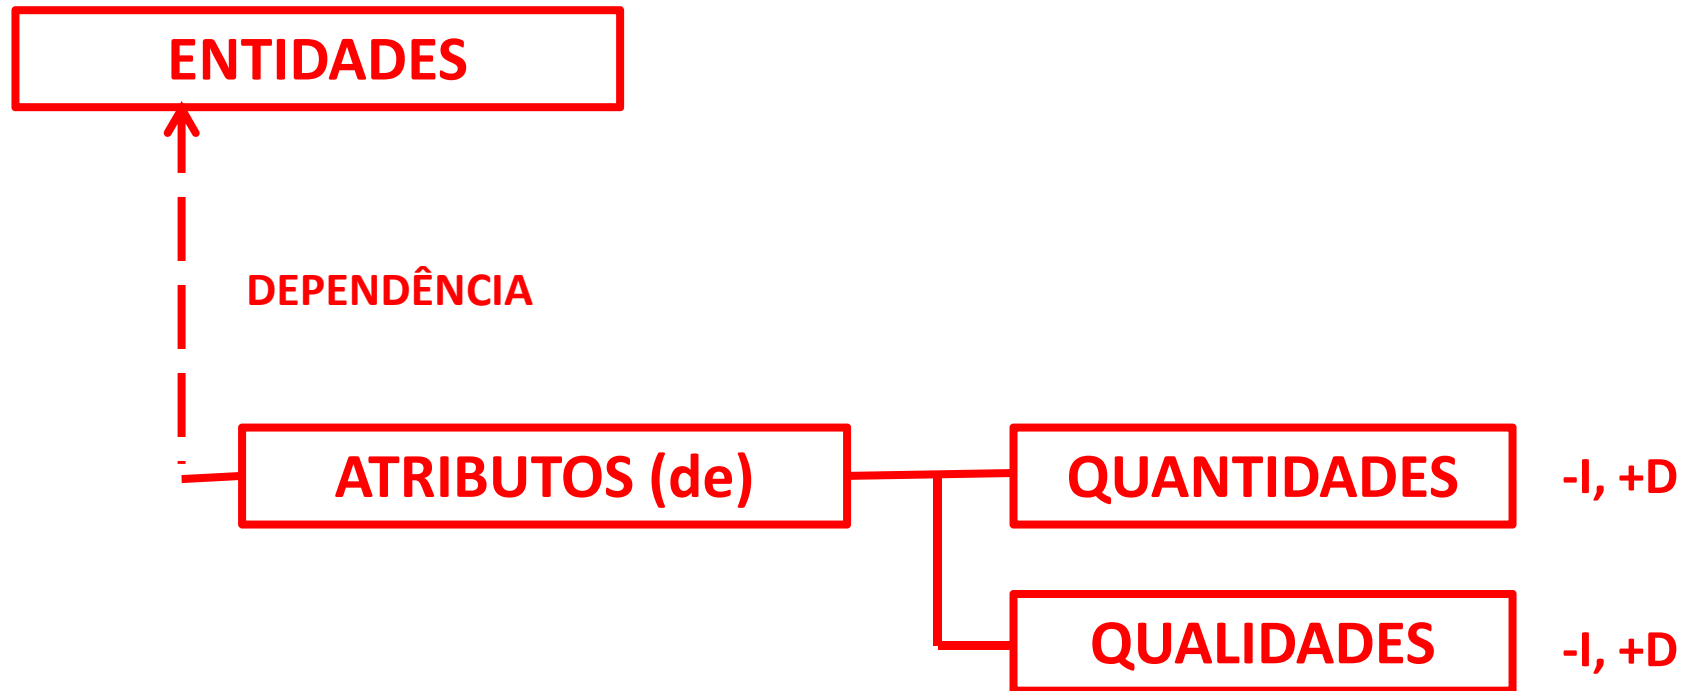 ENTIDADES
DEPENDÊNCIA
ATRIBUTOS (de)
QUANTIDADES
-I, +D
QUALIDADES
-I, +D